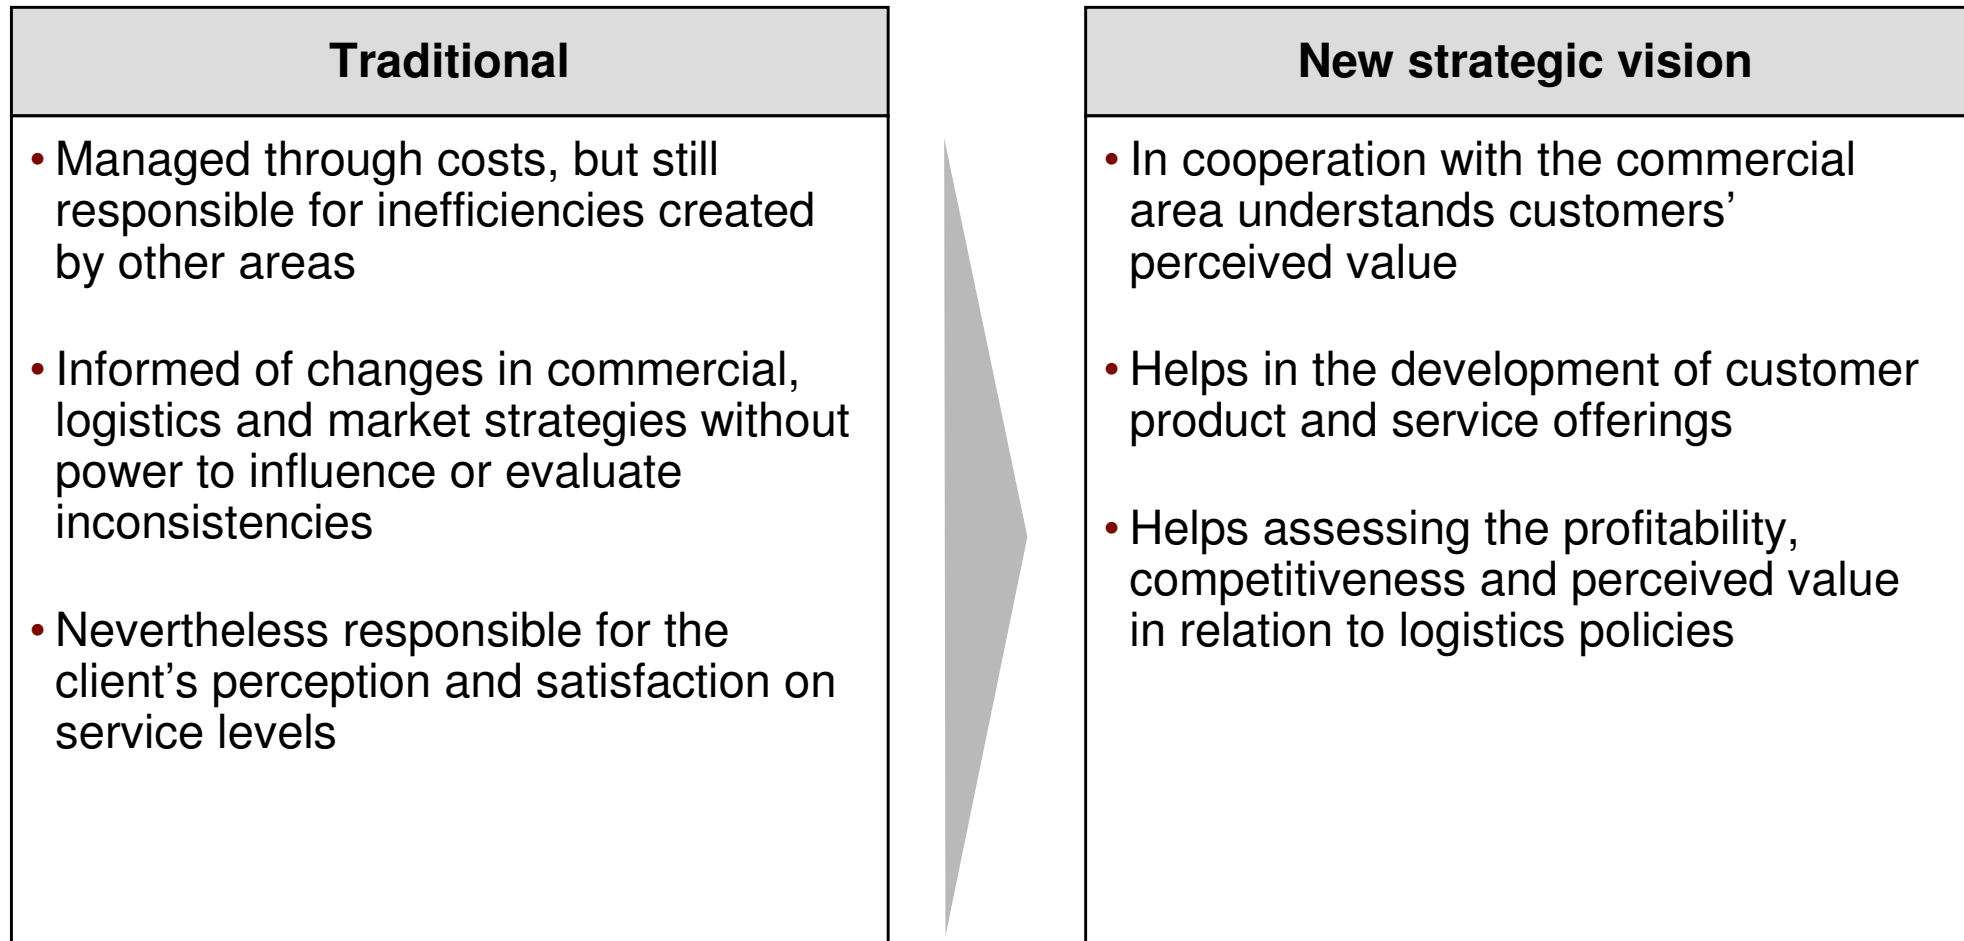 Traditional
• Managed through costs, but still
responsible for inefficiencies created
by other areas
• Informed of changes in commercial,
logistics and market strategies without
power to influence or evaluate
inconsistencies
• Nevertheless responsible for the
client’s perception and satisfaction on
service levels
New strategic vision
• In cooperation with the commercial
area understands customers’
perceived value
• Helps in the development of customer
product and service offerings
• Helps assessing the profitability,
competitiveness and perceived value
in relation to logistics policies